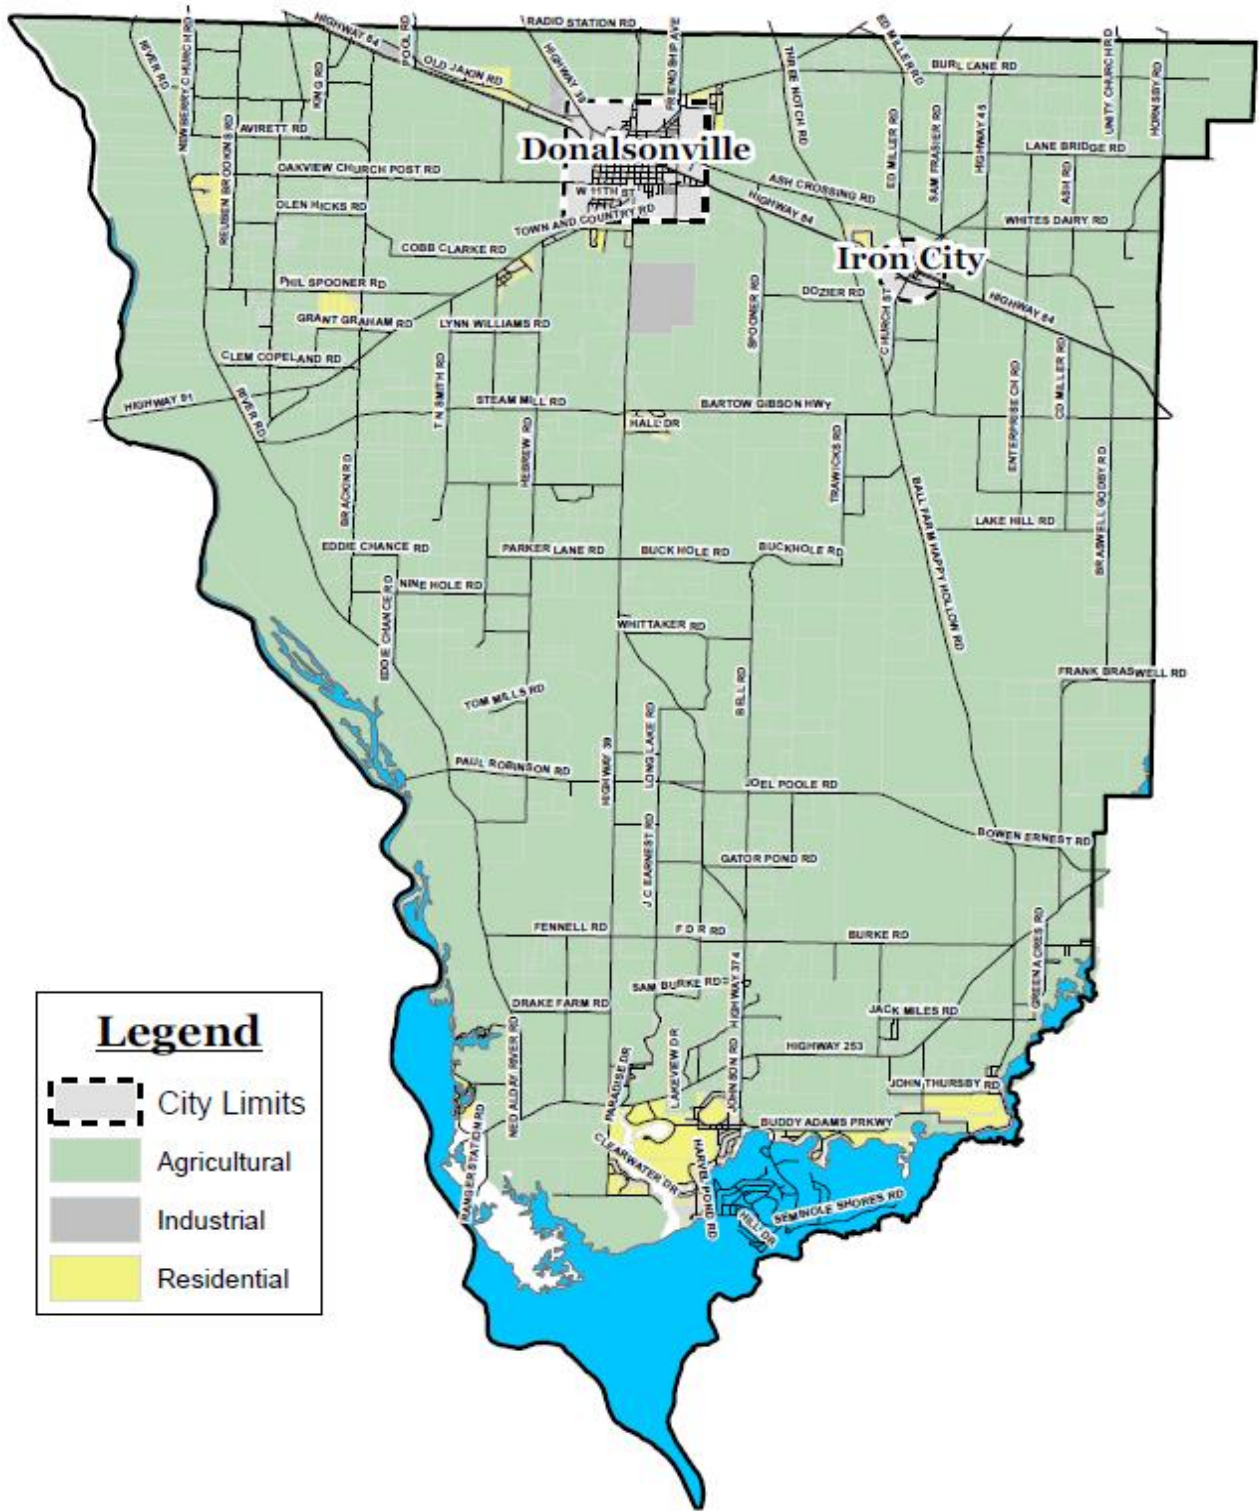 HIGHWAY 84
POOL RD
RADIO STATION RD
FRIENDSHIP AVE
ED MILLER RD
RIVER RD
NEWBERRY CHURCH RD
KING RD
OLD JAKIN RD
HIGHWAY 39
THREE NOTCH RD
BURL LANE RD
UNITY CHURCH RD
HORNSBY RD
AVIRETT RD
REUBEN BROOKINS RD
Donalsonville
ED MILLER RD
SAM FRASIER RD
HIGHWAY 45
LANE BRIDGE RD
OAKVIEW CHURCH POST RD
W 11TH ST
ASH CROSSING RD
ASH RD
OLEN HICKS RD
TOWN AND COUNTRY RD
HIGHWAY 84
WHITES DAIRY RD
COBB CLARKE RD
Iron City
PHIL SPOONER RD
SPOONER RD
DOZIER RD
CHURCH ST
HIGHWAY 84
GRANT GRAHAM RD
LYNN WILLIAMS RD
CLEM COPELAND RD
T N SMITH RD
ENTERPRISE CH RD
CD MILLER RD
HIGHWAY 91
RIVER RD
STEAM MILL RD
BARTOW GIBSON HWY
HALL DR
HEBREW RD
TRAWICKS RD
BRACKIN RD
BALL FARM HAPPY HOLLOW RD
BRASWELL GODBY RD
LAKE HILL RD
EDDIE CHANCE RD
PARKER LANE RD
BUCK HOLE RD
BUCKHOLE RD
EDDIE CHANCE RD
NINE HOLE RD
WHITTAKER RD
BELL RD
FRANK BRASWELL RD
TOM MILLS RD
LONG LAKE RD
HIGHWAY 39
PAUL ROBINSON RD
JOEL POOLE RD
J C EARNEST RD
BOWEN ERNEST RD
GATOR POND RD
FENNELL RD
F D R RD
BURKE RD
GREEN ACRES RD
SAM BURKE RD
HIGHWAY 374
DRAKE FARM RD
JACK MILES RD
NED ALDAY RIVER RD
PARADISE DR
LAKEVIEW DR
JOHNSON RD
HIGHWAY 253
JOHN THURSBY RD
RANGER STATION RD
CLEARWATER DR
HARVEL POND RD
BUDDY ADAMS PRKWY
HILL DR
SEMINOLE SHORES RD
Legend
City Limits
Agricultural
Industrial
Residential